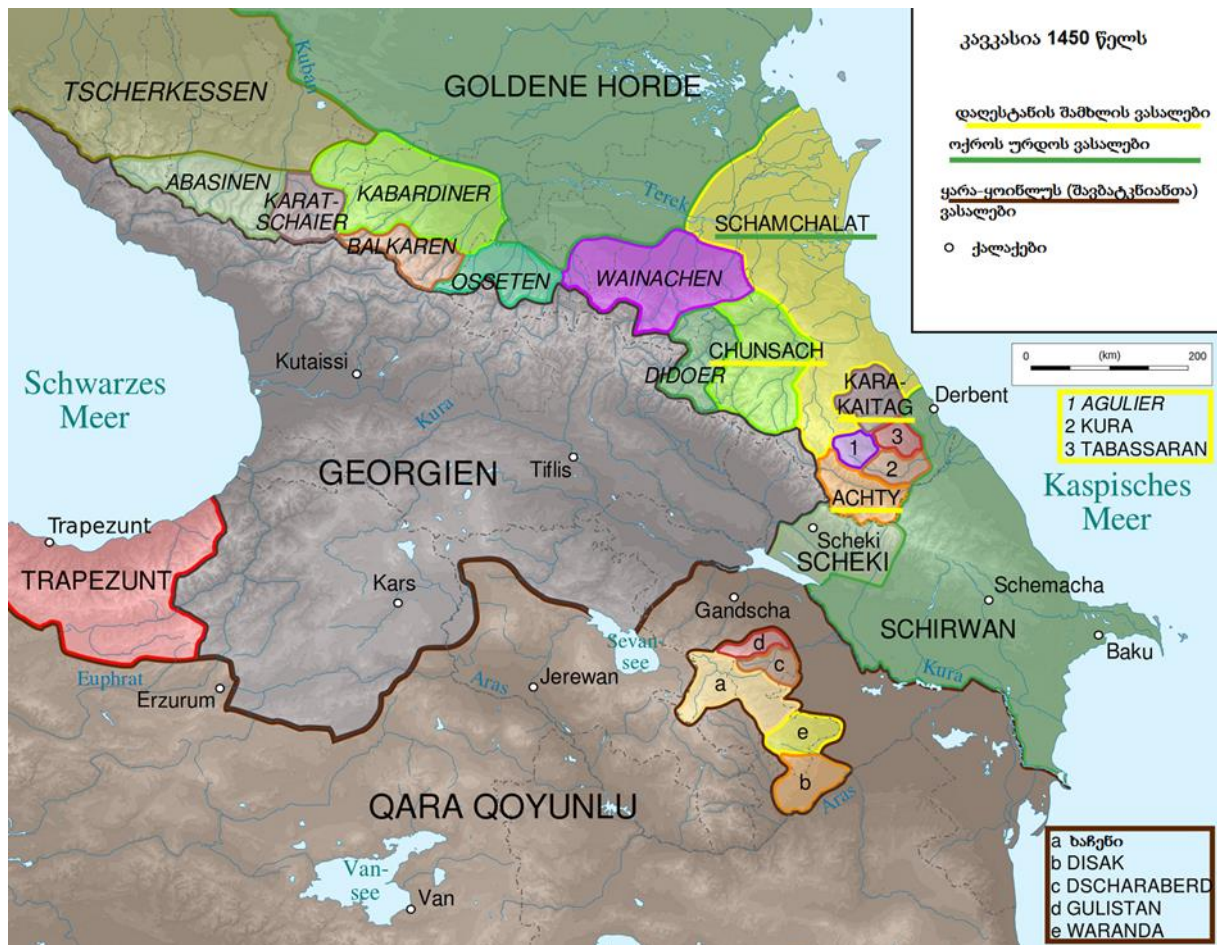 კავკასია 1450 წელს
დაღესტანის შამხლის ვასალები
ოქროს ურდოს ვასალები
ყარა-ყოინლუს (შავბატკნიანთა)
ვასალები
ქალაქები
0 (km) 200
1 AGULIER
2 KURA
3 TABASSARAN
TSCHERKESSEN
Kuban
GOLDENE HORDE
ABASINEN
KARAT-
SCHAIER
KABARDINER
BALKAREN
OSSETEN
Terek
SCHAMCHALAT
WAINACHEN
CHUNSACH
DIDOER
KARA-
KAITAG
Derbent
1
3
2
ACHTY
Kutaissi
Schwarzes
Meer
Kura
GEORGIEN
Tiflis
Kaspisches
Meer
Scheki
SCHEKI
Trapezunt
TRAPEZUNT
Kars
Gandscha
Schemacha
SCHIRWAN
Baku
Sevan-
see
Euphrat
Erzurum
Aras
Jerewan
Kura
d
c
a
e
b
Aras
QARA QOYUNLU
Van-
see
Van
a ხაჩენი
b DISAK
c DSCHARABERD
d GULISTAN
e WARANDA